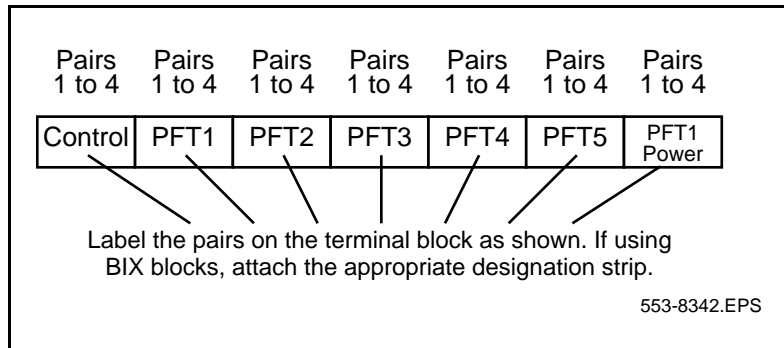 Pairs Pairs Pairs Pairs Pairs Pairs Pairs
1 to 4 1 to 4 1 to 4 1 to 4 1 to 4 1 to 4 1 to 4
Control PFT1 PFT2 PFT3 PFT4 PFT5 PFT1 Power
Label the pairs on the terminal block as shown. If using
BIX blocks, attach the appropriate designation strip.
553-8342.EPS